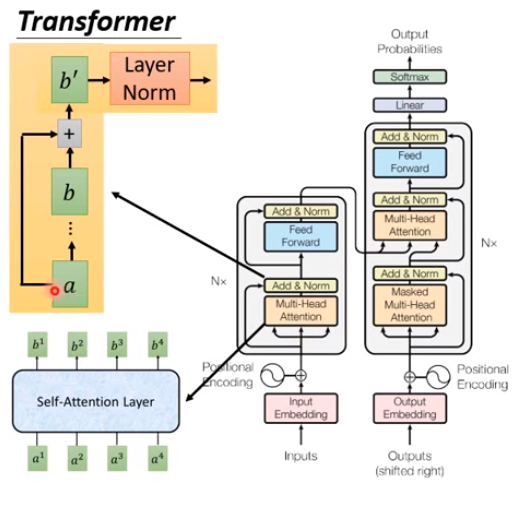 Transformer
b′
Layer
Norm
+
b
⋮
a
b¹ b² b³ b⁴
Self-Attention Layer
a¹ a² a³ a⁴
Output
Probabilities
Softmax
Linear
Add & Norm
Feed
Forward
Add & Norm
Multi-Head
Attention
Add & Norm
Masked
Multi-Head
Attention
N×
Positional
Encoding
Output
Embedding
Outputs
(shifted right)
Add & Norm
Feed
Forward
Add & Norm
Multi-Head
Attention
N×
Positional
Encoding
Input
Embedding
Inputs